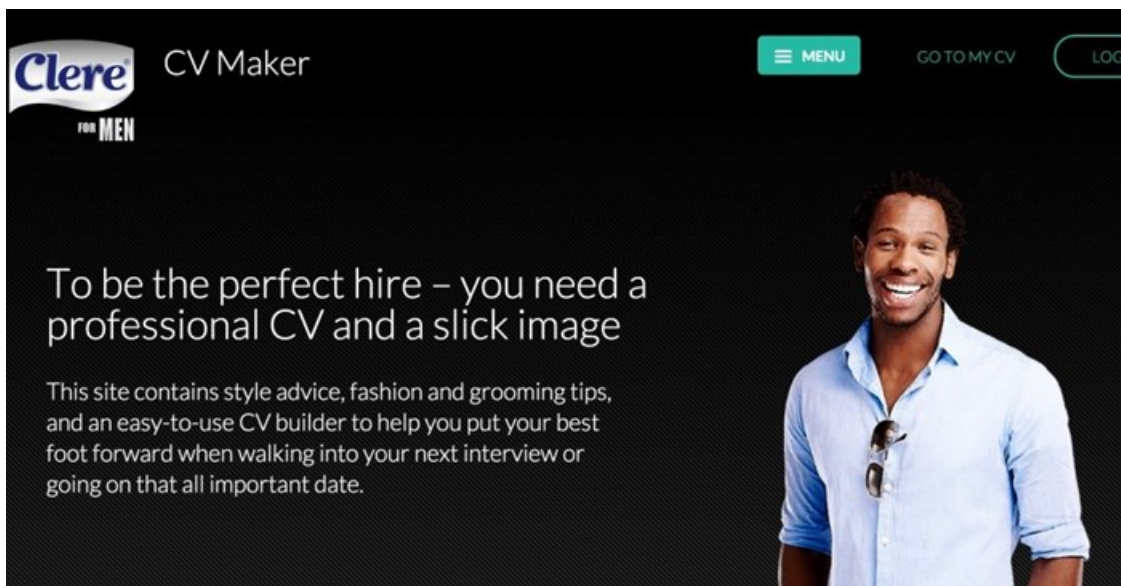 Clere
FOR MEN
CV Maker
MENU
GO TO MY CV
LOG
To be the perfect hire – you need a
professional CV and a slick image
This site contains style advice, fashion and grooming tips,
and an easy-to-use CV builder to help you put your best
foot forward when walking into your next interview or
going on that all important date.